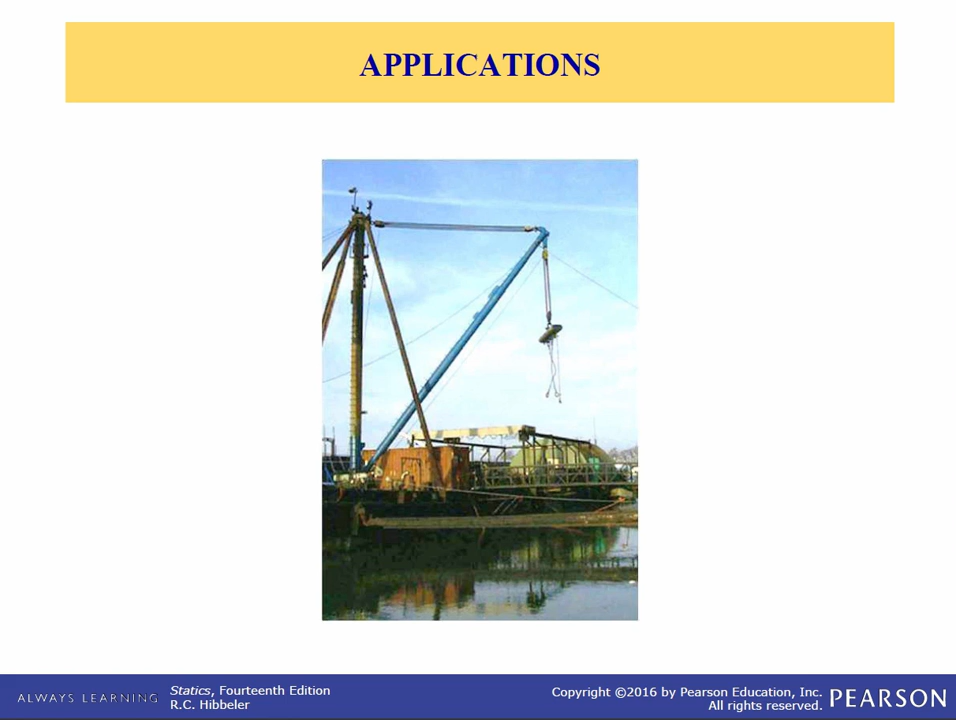 APPLICATIONS
ALWAYS LEARNING
Statics, Fourteenth Edition
R.C. Hibbeler
Copyright ©2016 by Pearson Education, Inc.
All rights reserved.
PEARSON